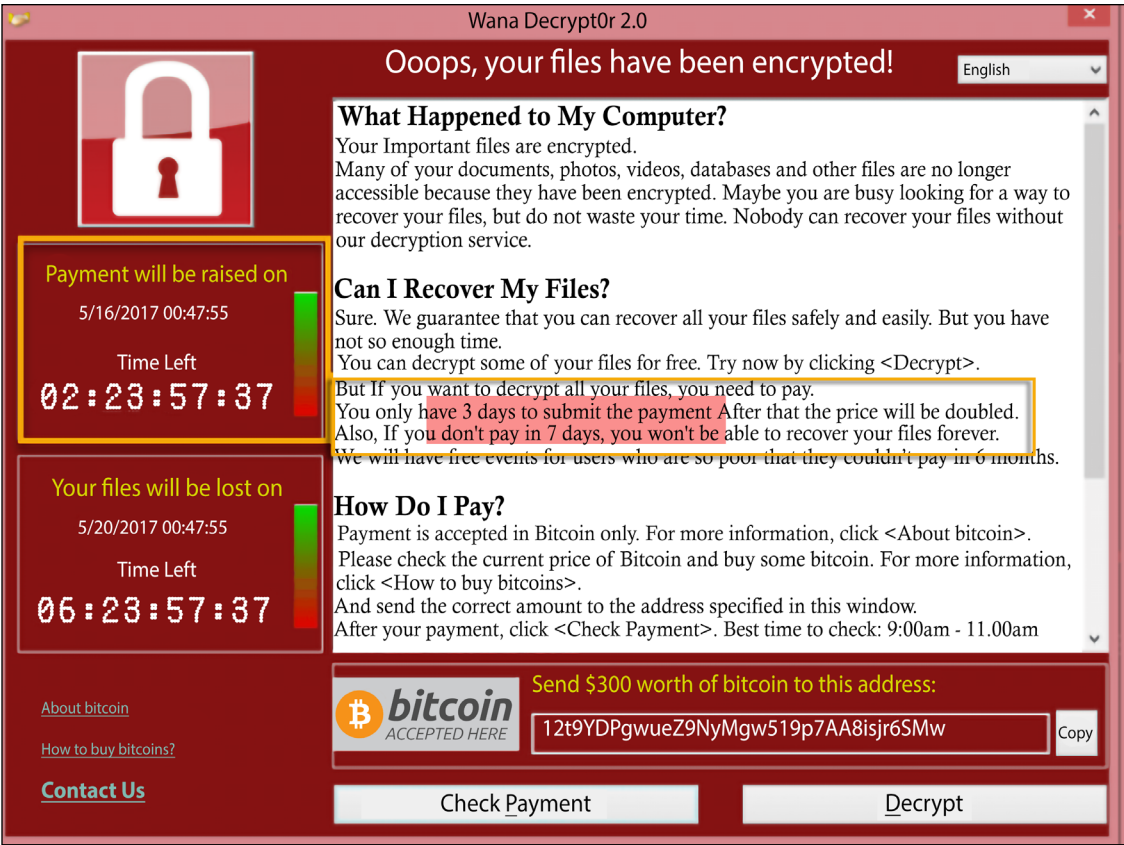 Wana Decrypt0r 2.0
Ooops, your files have been encrypted!
English
What Happened to My Computer?
Your Important files are encrypted.
Many of your documents, photos, videos, databases and other files are no longer
accessible because they have been encrypted. Maybe you are busy looking for a way to
recover your files, but do not waste your time. Nobody can recover your files without
our decryption service.
Can I Recover My Files?
Sure. We guarantee that you can recover all your files safely and easily. But you have
not so enough time.
You can decrypt some of your files for free. Try now by clicking <Decrypt>.
But If you want to decrypt all your files, you need to pay.
You only have 3 days to submit the payment After that the price will be doubled.
Also, If you don't pay in 7 days, you won't be able to recover your files forever.
We will have free events for users who are so poor that they couldn't pay in 6 months.
How Do I Pay?
Payment is accepted in Bitcoin only. For more information, click <About bitcoin>.
Please check the current price of Bitcoin and buy some bitcoin. For more information,
click <How to buy bitcoins>.
And send the correct amount to the address specified in this window.
After your payment, click <Check Payment>. Best time to check: 9:00am - 11.00am
Payment will be raised on
5/16/2017 00:47:55
Time Left
02:23:57:37
Your files will be lost on
5/20/2017 00:47:55
Time Left
06:23:57:37
About bitcoin
How to buy bitcoins?
Contact Us
bitcoin
ACCEPTED HERE
Send $300 worth of bitcoin to this address:
12t9YDPgwueZ9NyMgw519p7AA8isjr6SMw
Copy
Check Payment
Decrypt